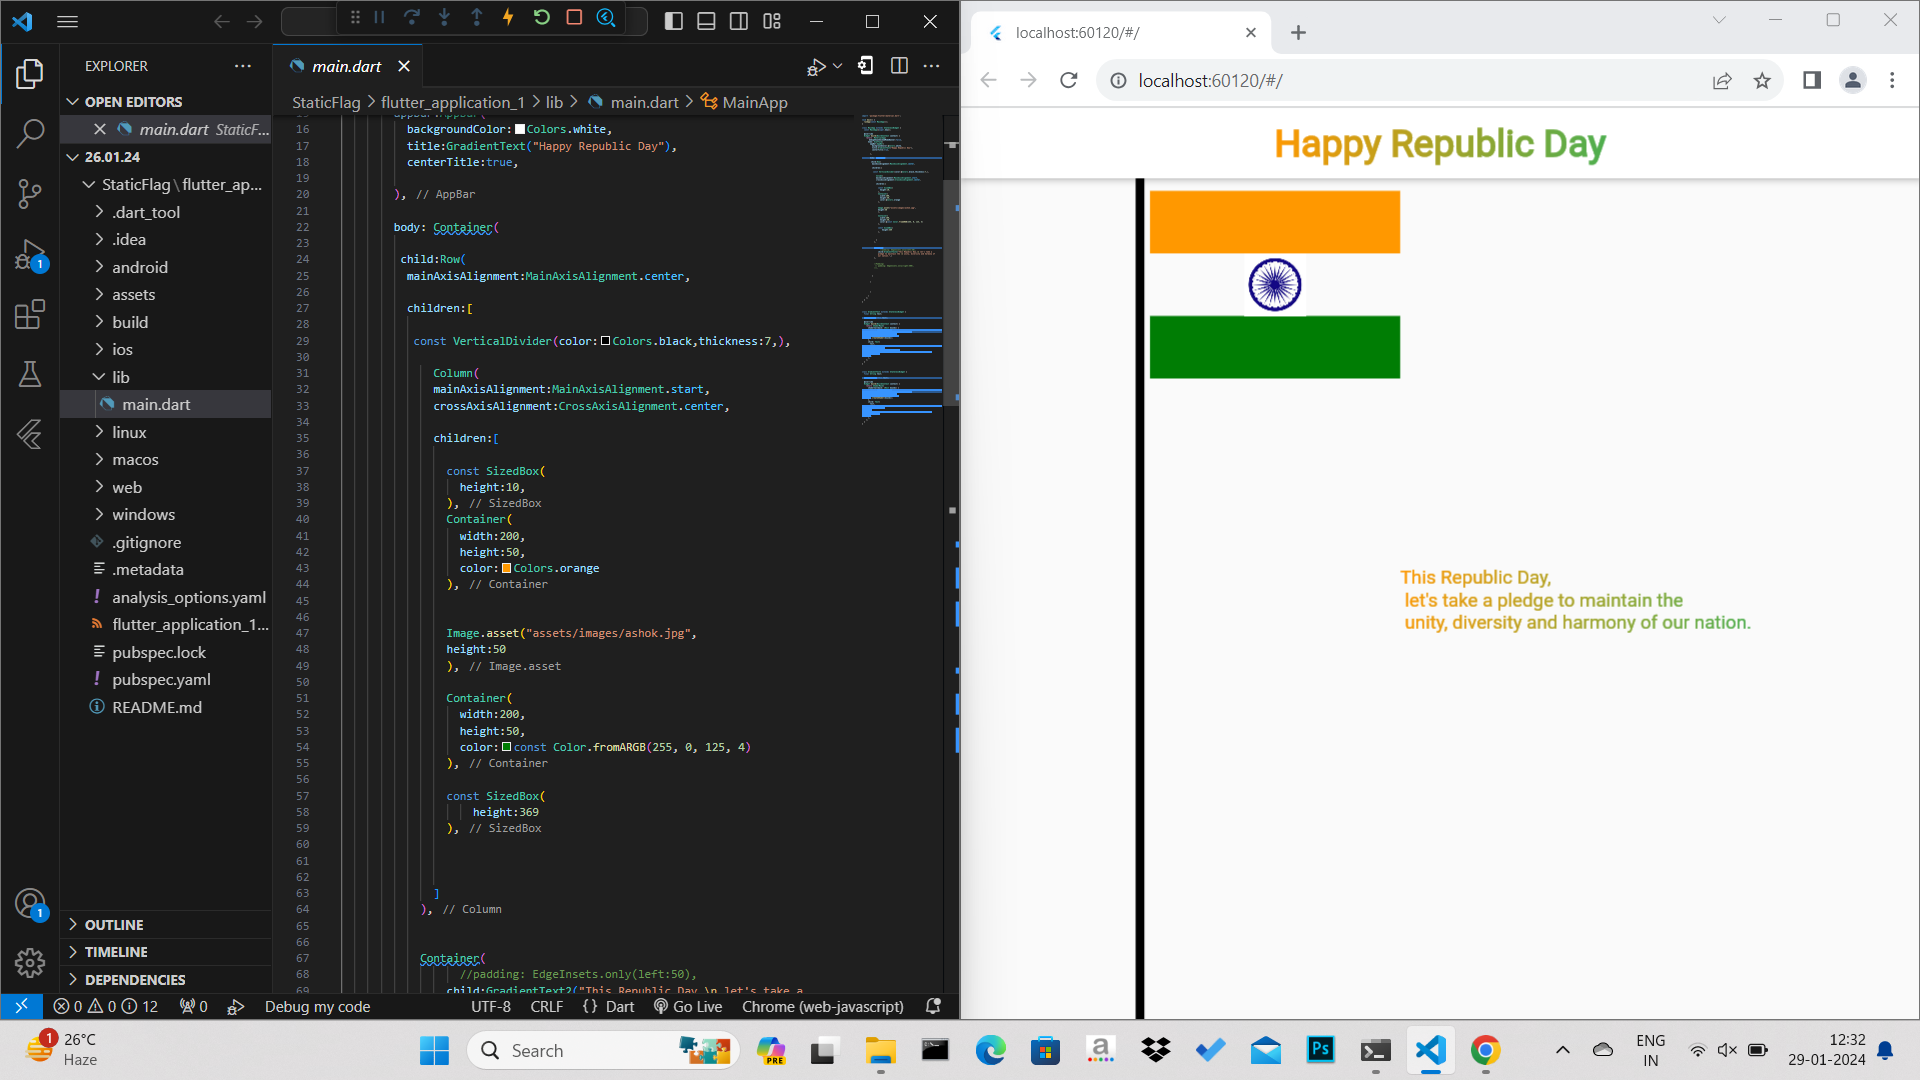 EXPLORER
OPEN EDITORS
main.dart StaticF...
26.01.24
StaticFlag\flutter_ap...
.dart_tool
.idea
android
assets
build
ios
lib
main.dart
linux
macos
web
windows
.gitignore
.metadata
analysis_options.yaml
flutter_application_1...
pubspec.lock
pubspec.yaml
README.md
OUTLINE
TIMELINE
DEPENDENCIES
1
1
main.dart
StaticFlag > flutter_application_1 > lib > main.dart > MainApp
16 backgroundColor: Colors.white,
17 title:GradientText("Happy Republic Day"),
18 centerTitle:true,
19
20 ), // AppBar
21
22 body: Container(
23
24 child:Row(
25 mainAxisAlignment:MainAxisAlignment.center,
26
27 children:[
28
29 const VerticalDivider(color: Colors.black,thickness:7,),
30
31 Column(
32 mainAxisAlignment:MainAxisAlignment.start,
33 crossAxisAlignment:CrossAxisAlignment.center,
34
35 children:[
36
37 const SizedBox(
38 height:10,
39 ), // SizedBox
40 Container(
41 width:200,
42 height:50,
43 color: Colors.orange
44 ), // Container
45
46
47 Image.asset("assets/images/ashok.jpg",
48 height:50
49 ), // Image.asset
50
51 Container(
52 width:200,
53 height:50,
54 color: const Color.fromARGB(255, 0, 125, 4)
55 ), // Container
56
57 const SizedBox(
58 height:369
59 ), // SizedBox
60
61
62
63 ]
64 ), // Column
65
66
67 Container(
68 //padding: EdgeInsets.only(left:50),
69 child:GradientText2("This Republic Day,\n let's take a
0 0 12 0 Debug my code UTF-8 CRLF {} Dart Go Live Chrome (web-javascript)
localhost:60120/#/
localhost:60120/#/
Happy Republic Day
This Republic Day,
let's take a pledge to maintain the
unity, diversity and harmony of our nation.
1
26°C
Haze
Search
PRE
a
Ps
ENG
IN
12:32
29-01-2024